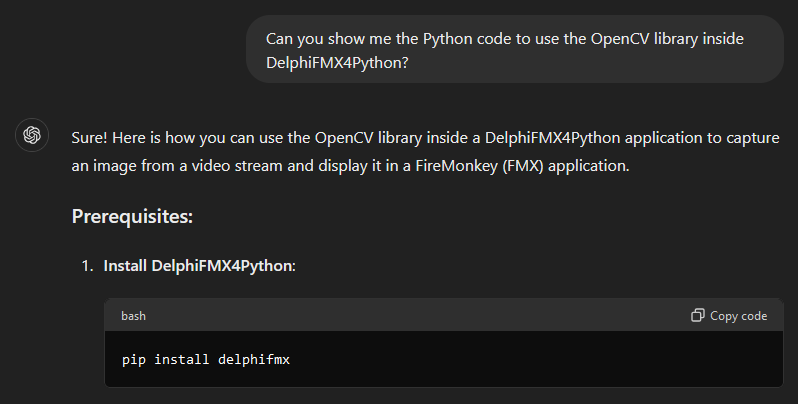 Can you show me the Python code to use the OpenCV library inside
DelphiFMX4Python?
Sure! Here is how you can use the OpenCV library inside a DelphiFMX4Python application to capture
an image from a video stream and display it in a FireMonkey (FMX) application.
Prerequisites:
1. Install DelphiFMX4Python:
bash Copy code
pip install delphifmx